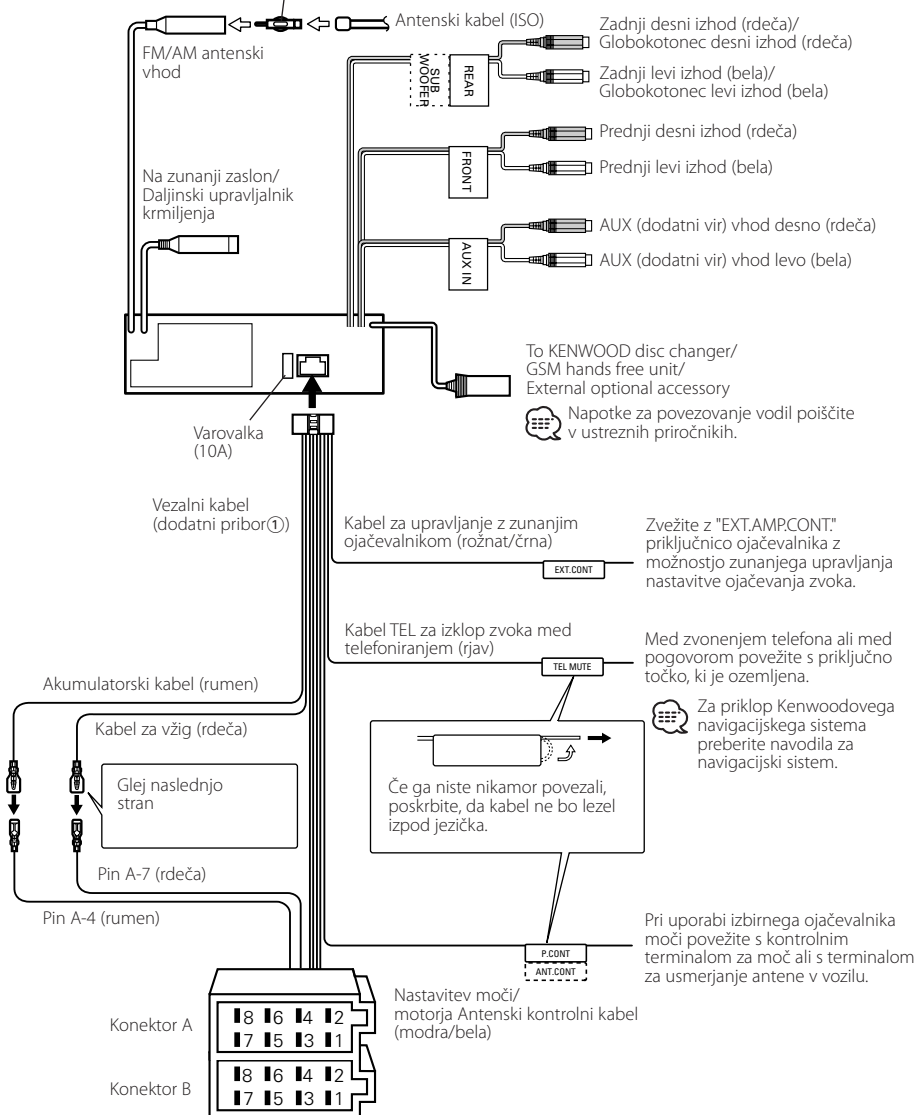 Antenski kabel (ISO)
FM/AM antenski
vhod
Zadnji desni izhod (rdeča)/
Globokotonec desni izhod (rdeča)
SUB
WOOFER
REAR
Zadnji levi izhod (bela)/
Globokotonec levi izhod (bela)
Prednji desni izhod (rdeča)
FRONT
Prednji levi izhod (bela)
Na zunanji zaslon/
Daljinski upravljalnik
krmiljenja
AUX (dodatni vir) vhod desno (rdeča)
AUX IN
AUX (dodatni vir) vhod levo (bela)
To KENWOOD disc changer/
GSM hands free unit/
External optional accessory
Napotke za povezovanje vodil poiščite
v ustreznih priročnikih.
Varovalka
(10A)
Vezalni kabel
(dodatni pribor①)
Kabel za upravljanje z zunanjim
ojačevalnikom (rožnat/črna)
EXT.CONT
Zvežite z "EXT.AMP.CONT."
priključnico ojačevalnika z
možnostjo zunanjega upravljanja
nastavitve ojačevanja zvoka.
Kabel TEL za izklop zvoka med
telefoniranjem (rjav)
TEL MUTE
Med zvonenjem telefona ali med
pogovorom povežite s priključno
točko, ki je ozemljena.
Za priklop Kenwoodovega
navigacijskega sistema
preberite navodila za
navigacijski sistem.
Akumulatorski kabel (rumen)
Kabel za vžig (rdeča)
Glej naslednjo
stran
Če ga niste nikamor povezali,
poskrbite, da kabel ne bo lezel
izpod jezička.
Pin A-7 (rdeča)
Pin A-4 (rumen)
P.CONT
ANT.CONT
Pri uporabi izbirnega ojačevalnika
moči povežite s kontrolnim
terminalom za moč ali s terminalom
za usmerjanje antene v vozilu.
Nastavitev moči/
motorja Antenski kontrolni kabel
(modra/bela)
Konektor A
8 6 4 2
7 5 3 1
Konektor B
8 6 4 2
7 5 3 1